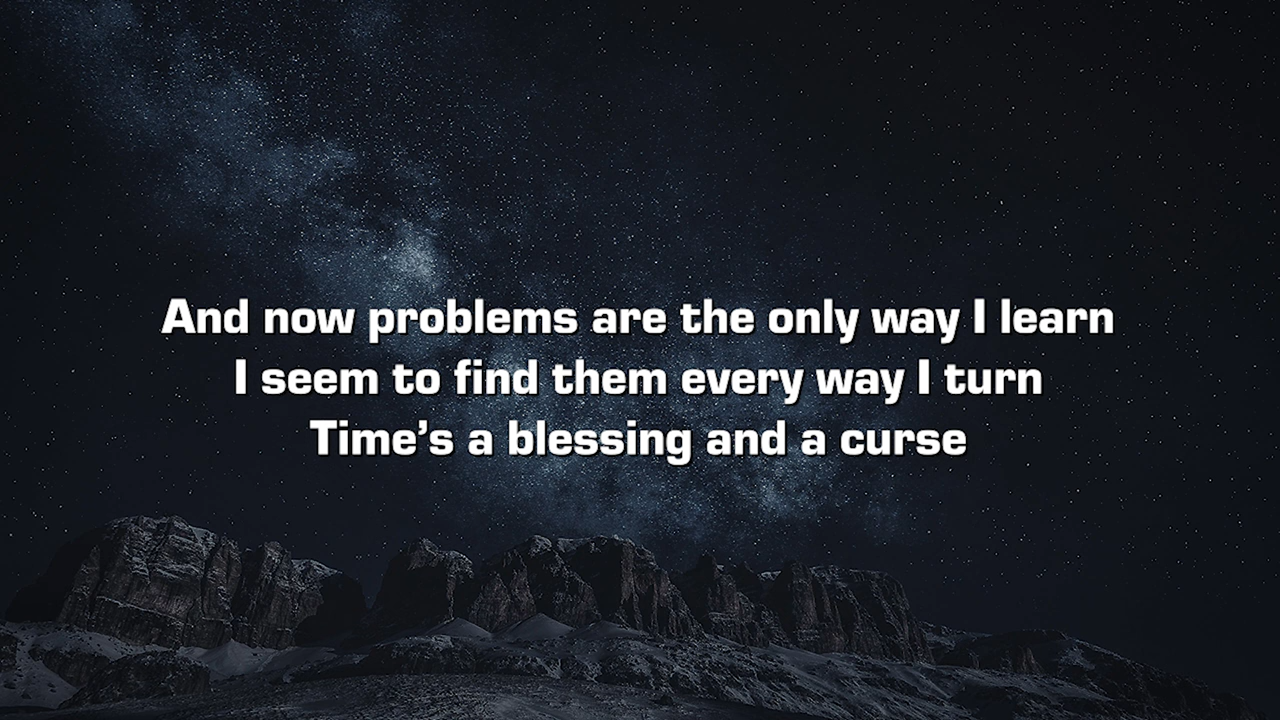 And now problems are the only way I learn
I seem to find them every way I turn
Time’s a blessing and a curse